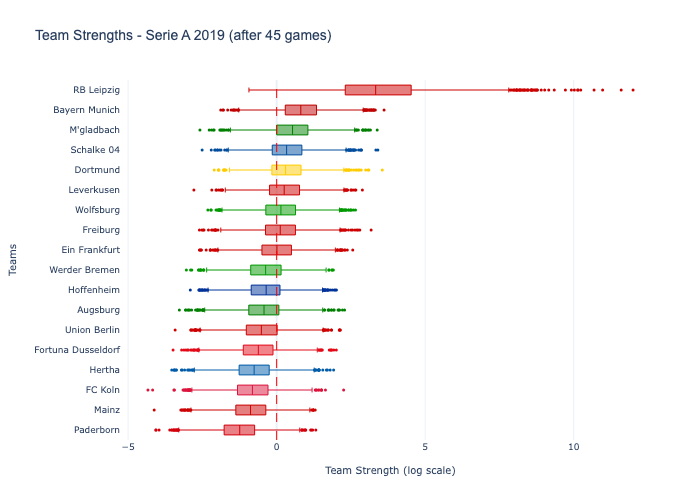 Team Strengths - Serie A 2019 (after 45 games)
RB Leipzig
Bayern Munich
M'gladbach
Schalke 04
Dortmund
Leverkusen
Wolfsburg
Freiburg
Ein Frankfurt
Werder Bremen
Hoffenheim
Augsburg
Union Berlin
Fortuna Dusseldorf
Hertha
FC Koln
Mainz
Paderborn
Teams
−5 0 5 10
Team Strength (log scale)